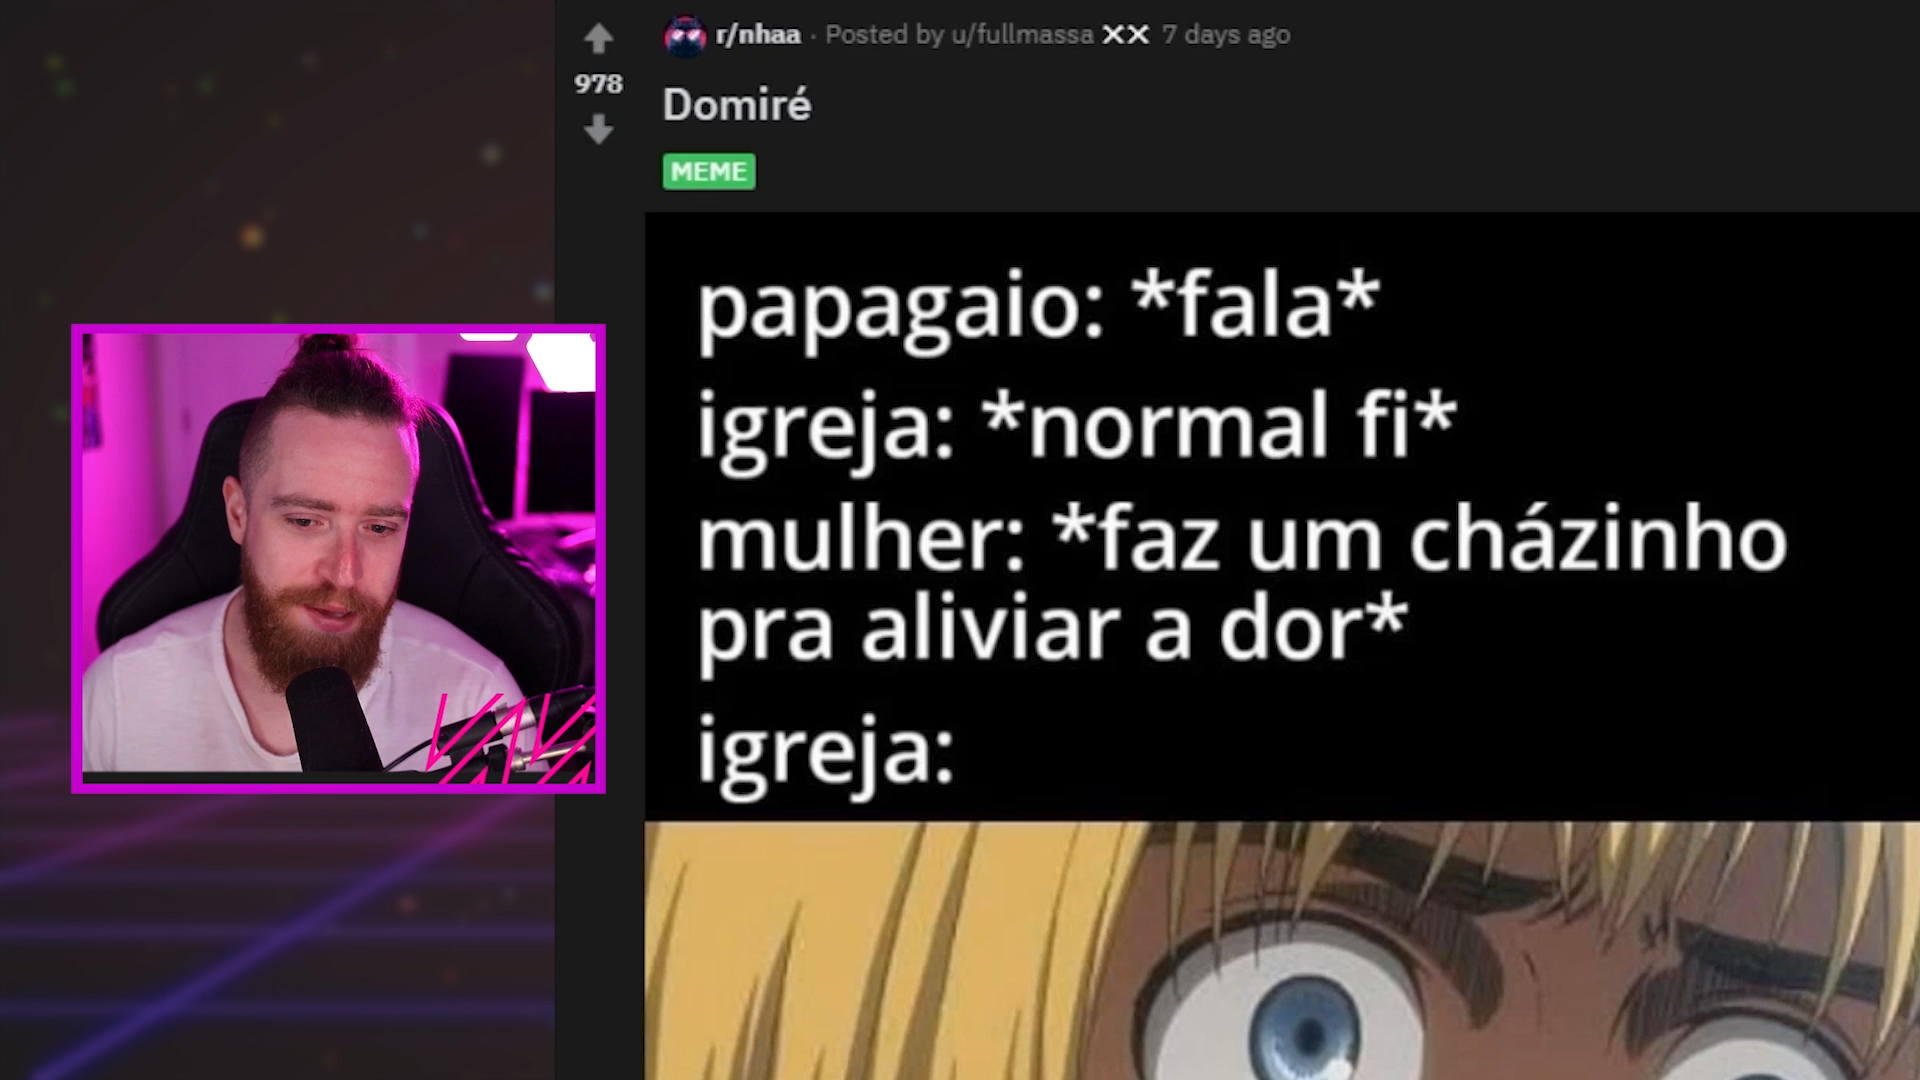 r/nhaa · Posted by u/fullmassa 7 days ago
978
Domiré
MEME
papagaio: *fala*
igreja: *normal fi*
mulher: *faz um cházinho
pra aliviar a dor*
igreja: